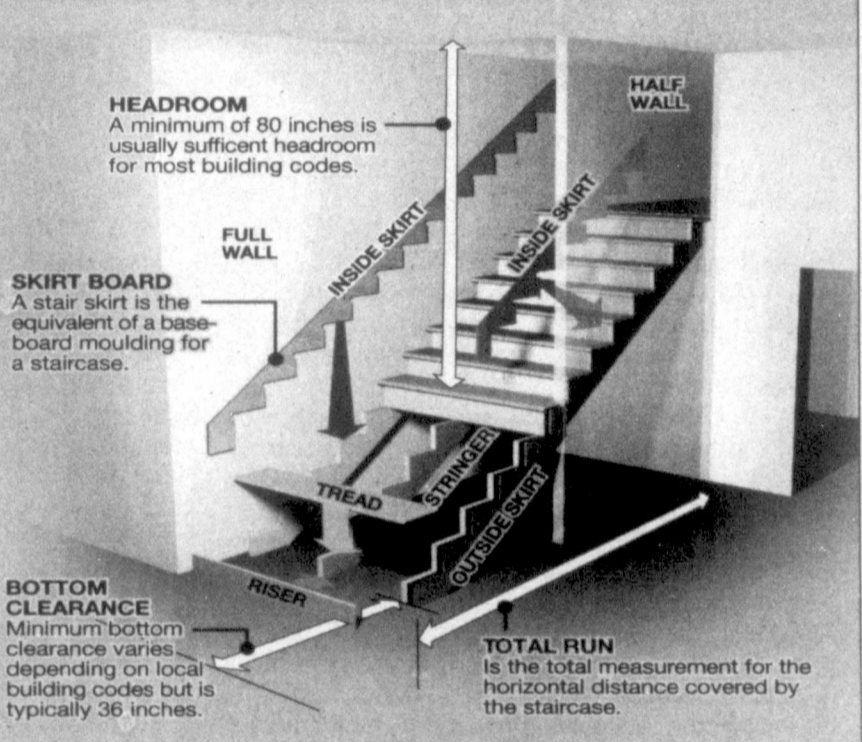 HEADROOM
A minimum of 80 inches is
usually sufficent headroom
for most building codes.
HALF
WALL
FULL
WALL
INSIDE SKIRT
INSIDE SKIRT
SKIRT BOARD
A stair skirt is the
equivalent of a base-
board moulding for
a staircase.
TREAD
STRINGER
OUTSIDE SKIRT
RISER
BOTTOM
CLEARANCE
Minimum bottom
clearance varies
depending on local
building codes but is
typically 36 inches.
TOTAL RUN
Is the total measurement for the
horizontal distance covered by
the staircase.